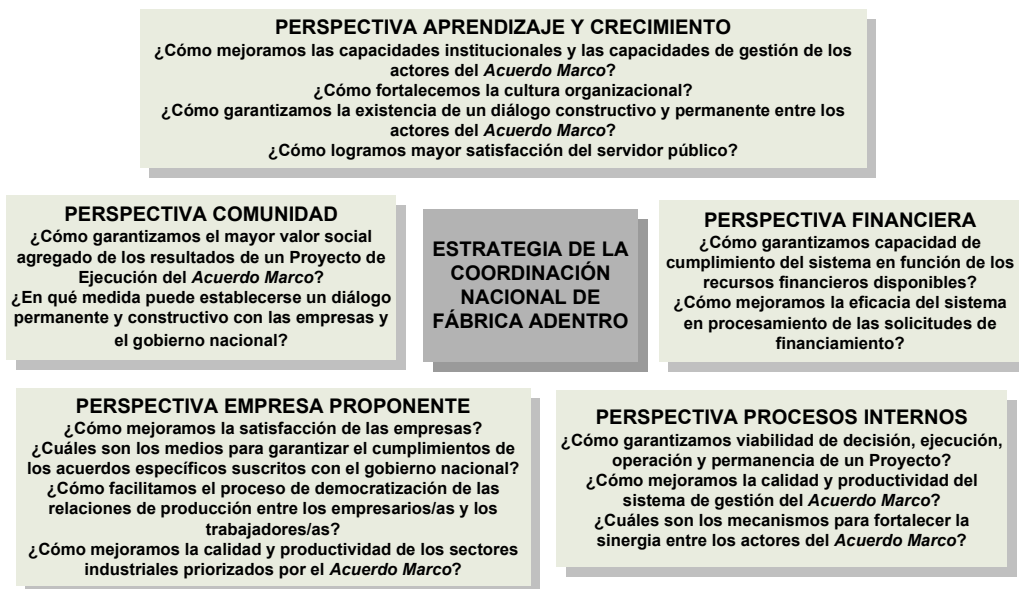 PERSPECTIVA APRENDIZAJE Y CRECIMIENTO
¿Cómo mejoramos las capacidades institucionales y las capacidades de gestión de los
actores del Acuerdo Marco?
¿Cómo fortalecemos la cultura organizacional?
¿Cómo garantizamos la existencia de un diálogo constructivo y permanente entre los
actores del Acuerdo Marco?
¿Cómo logramos mayor satisfacción del servidor público?
PERSPECTIVA COMUNIDAD
¿Cómo garantizamos el mayor valor social
agregado de los resultados de un Proyecto de
Ejecución del Acuerdo Marco?
¿En qué medida puede establecerse un diálogo
permanente y constructivo con las empresas y
el gobierno nacional?
ESTRATEGIA DE LA
COORDINACIÓN
NACIONAL DE
FÁBRICA ADENTRO
PERSPECTIVA FINANCIERA
¿Cómo garantizamos capacidad de
cumplimiento del sistema en función de los
recursos financieros disponibles?
¿Cómo mejoramos la eficacia del sistema
en procesamiento de las solicitudes de
financiamiento?
PERSPECTIVA EMPRESA PROPONENTE
¿Cómo mejoramos la satisfacción de las empresas?
¿Cuáles son los medios para garantizar el cumplimientos de
los acuerdos específicos suscritos con el gobierno nacional?
¿Cómo facilitamos el proceso de democratización de las
relaciones de producción entre los empresarios/as y los
trabajadores/as?
¿Cómo mejoramos la calidad y productividad de los sectores
industriales priorizados por el Acuerdo Marco?
PERSPECTIVA PROCESOS INTERNOS
¿Cómo garantizamos viabilidad de decisión, ejecución,
operación y permanencia de un Proyecto?
¿Cómo mejoramos la calidad y productividad del
sistema de gestión del Acuerdo Marco?
¿Cuáles son los mecanismos para fortalecer la
sinergia entre los actores del Acuerdo Marco?